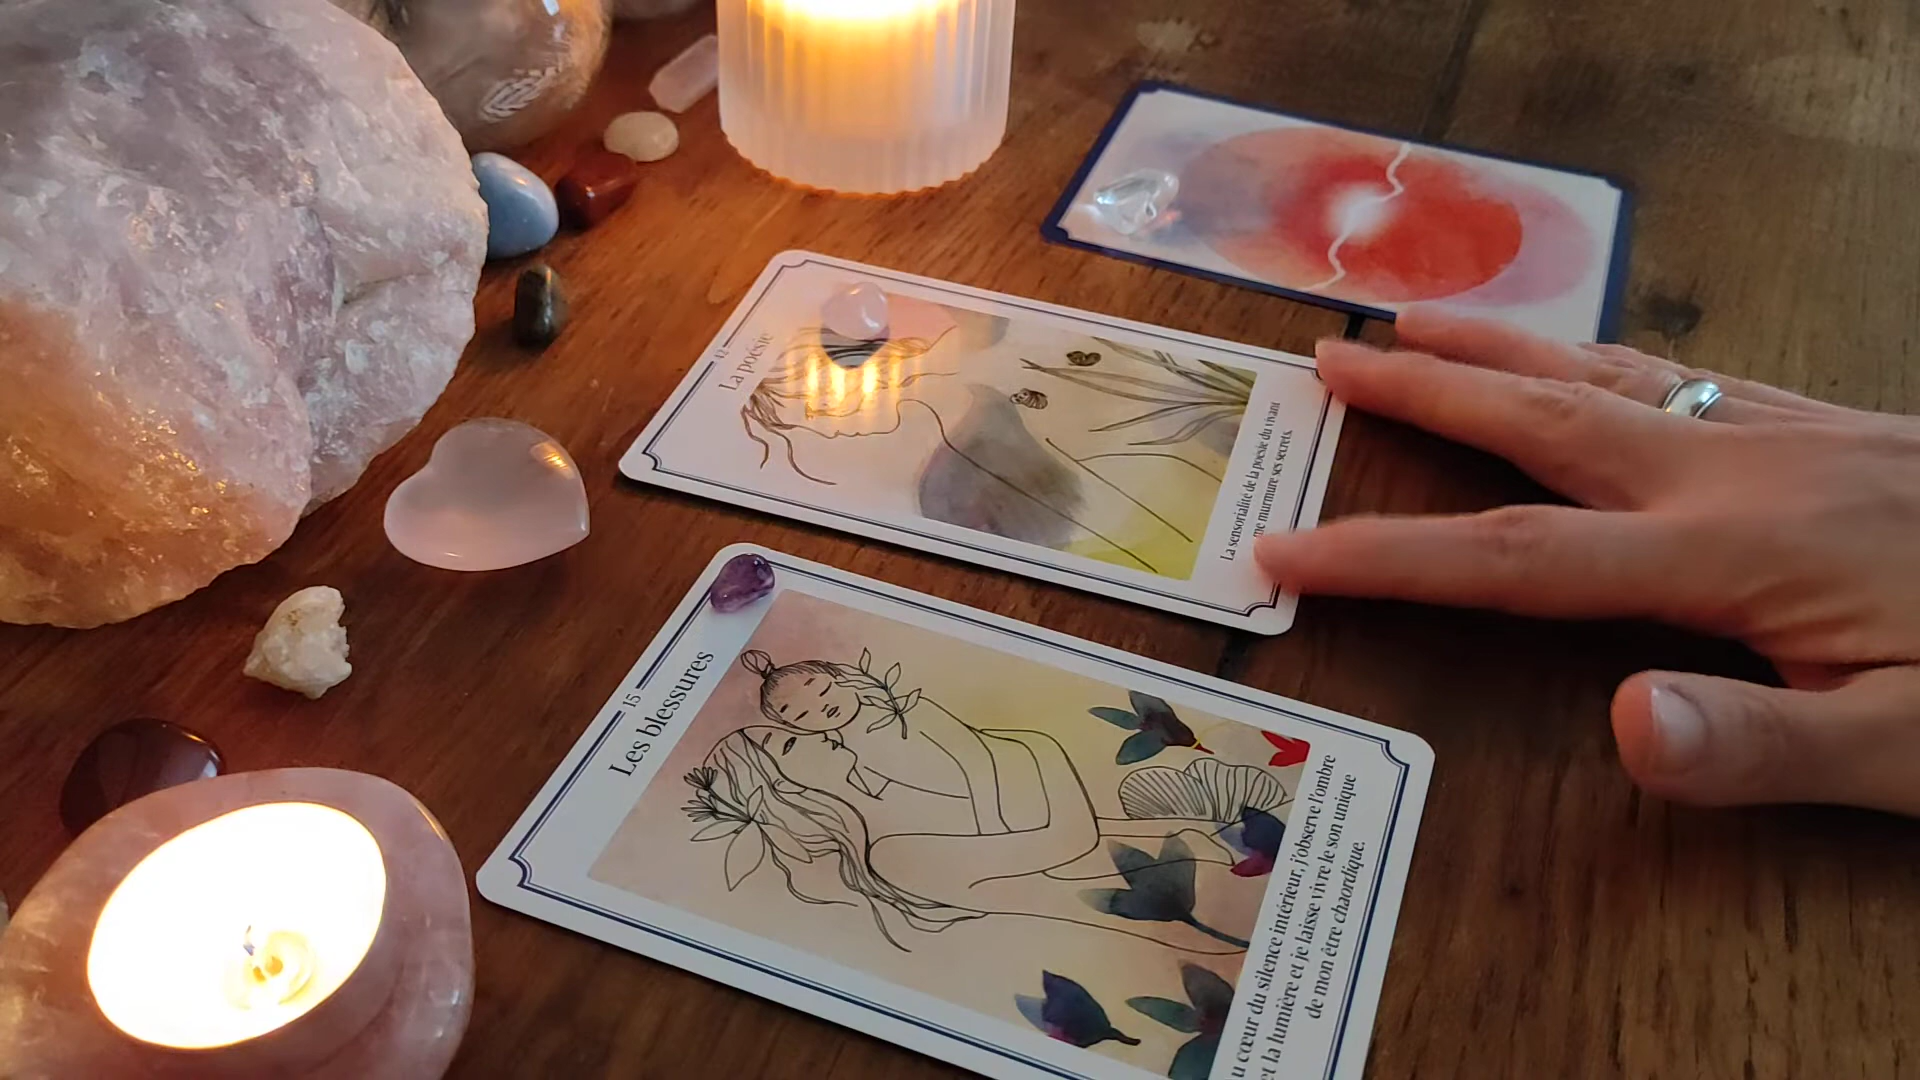 42
La poésie
La sensorialité de la poésie du vivant
me murmure ses secrets.
15
Les blessures
cœur du silence intérieur, j'observe l'ombre
et la lumière et je laisse vivre le son unique
de mon être chaordique.